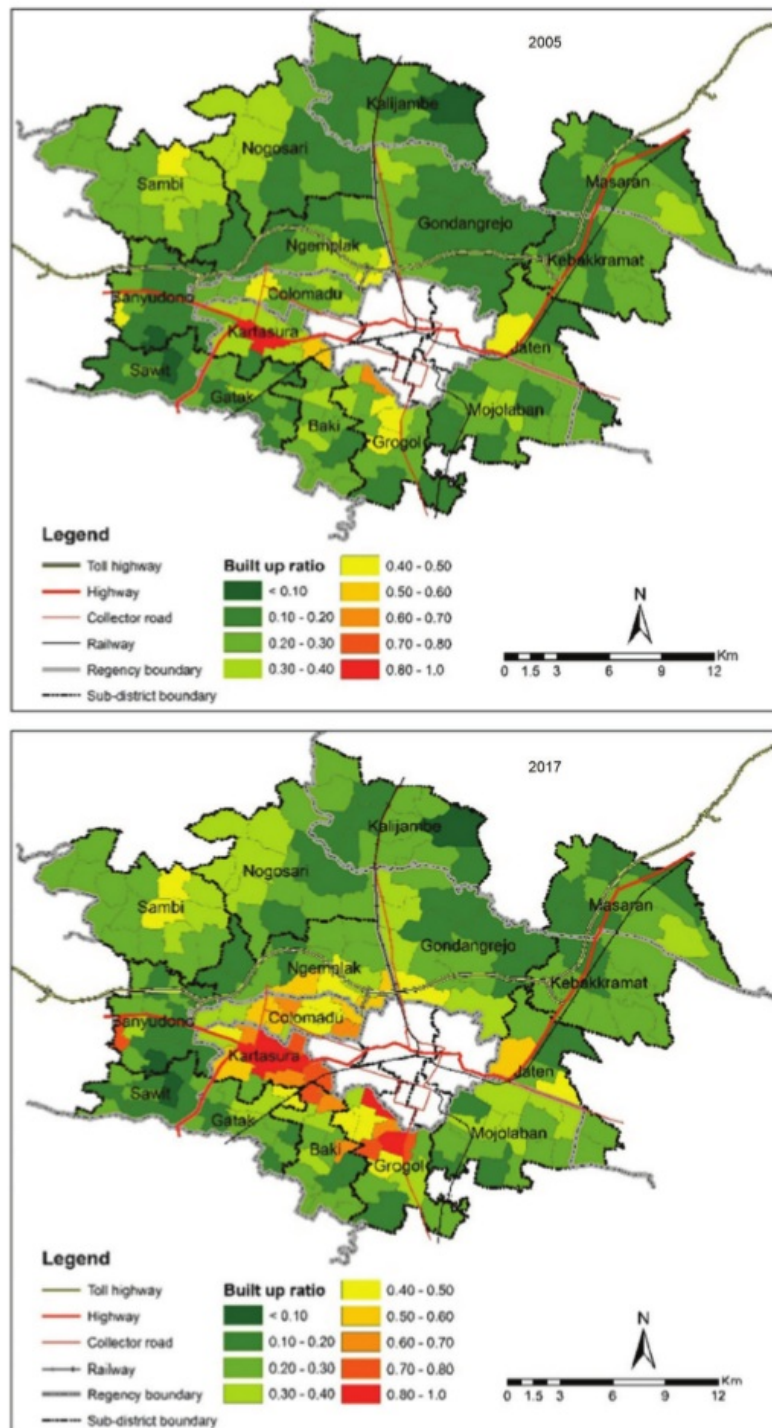 2005
Kalijambe
Nogosari
Masaran
Sambi
Gondangrejo
Ngemplak
Kebakkramat
Colomadu
Banyudono
Kartasura
Jaten
Sawit
Gatak
Mojolaban
Baki
Grogol
Legend
Toll highway
Highway
Collector road
Railway
Regency boundary
Sub-district boundary
Built up ratio
< 0.10
0.10 - 0.20
0.20 - 0.30
0.30 - 0.40
0.40 - 0.50
0.50 - 0.60
0.60 - 0.70
0.70 - 0.80
0.80 - 1.0
N
Km
0 1.5 3 6 9 12
2017
Kalijambe
Nogosari
Masaran
Sambi
Gondangrejo
Ngemplak
Kebakkramat
Colomadu
Banyudono
Kartasura
Jaten
Sawit
Gatak
Mojolaban
Baki
Grogol
Legend
Toll highway
Highway
Collector road
Railway
Regency boundary
Sub-district boundary
Built up ratio
< 0.10
0.10 - 0.20
0.20 - 0.30
0.30 - 0.40
0.40 - 0.50
0.50 - 0.60
0.60 - 0.70
0.70 - 0.80
0.80 - 1.0
N
Km
0 1.5 3 6 9 12